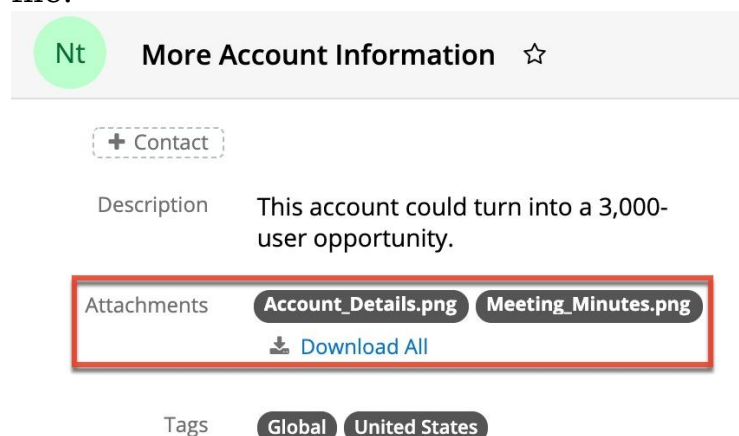 Nt More Account Information
+ Contact
Description This account could turn into a 3,000-
user opportunity.
Attachments Account_Details.png Meeting_Minutes.png
Download All
Tags Global United States